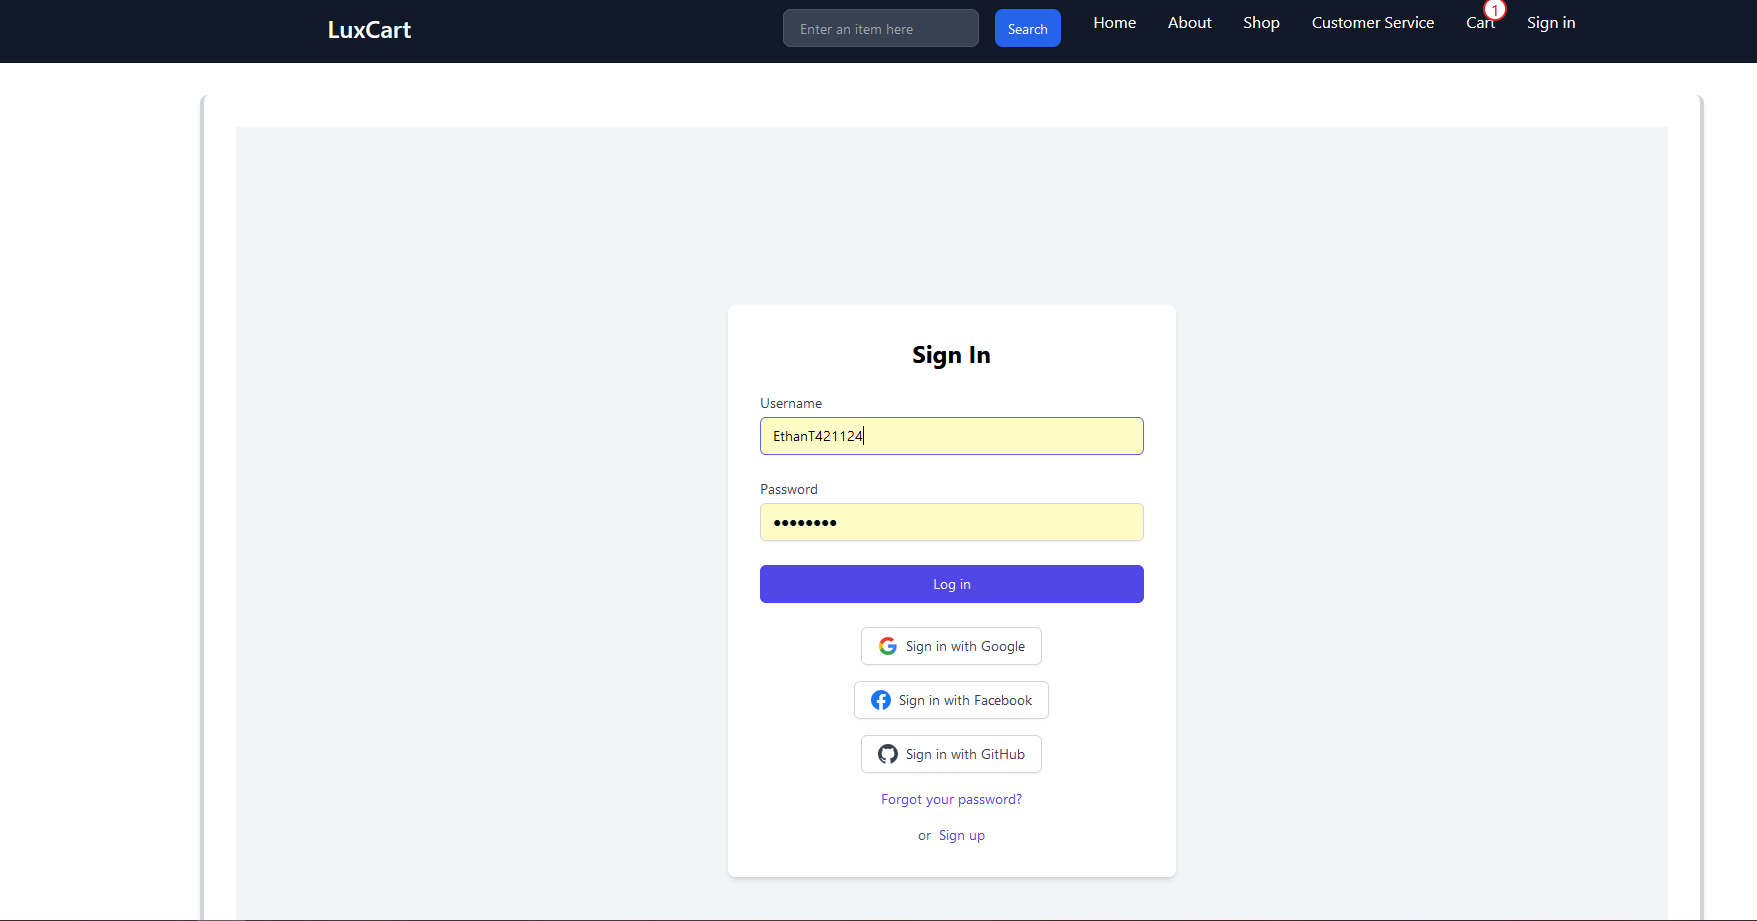 LuxCart
Enter an item here
Search
Home
About
Shop
Customer Service
Cart
1
Sign in
Sign In
Username
EthanT421124
Password
••••••••
Log in
Sign in with Google
Sign in with Facebook
Sign in with GitHub
Forgot your password?
or Sign up